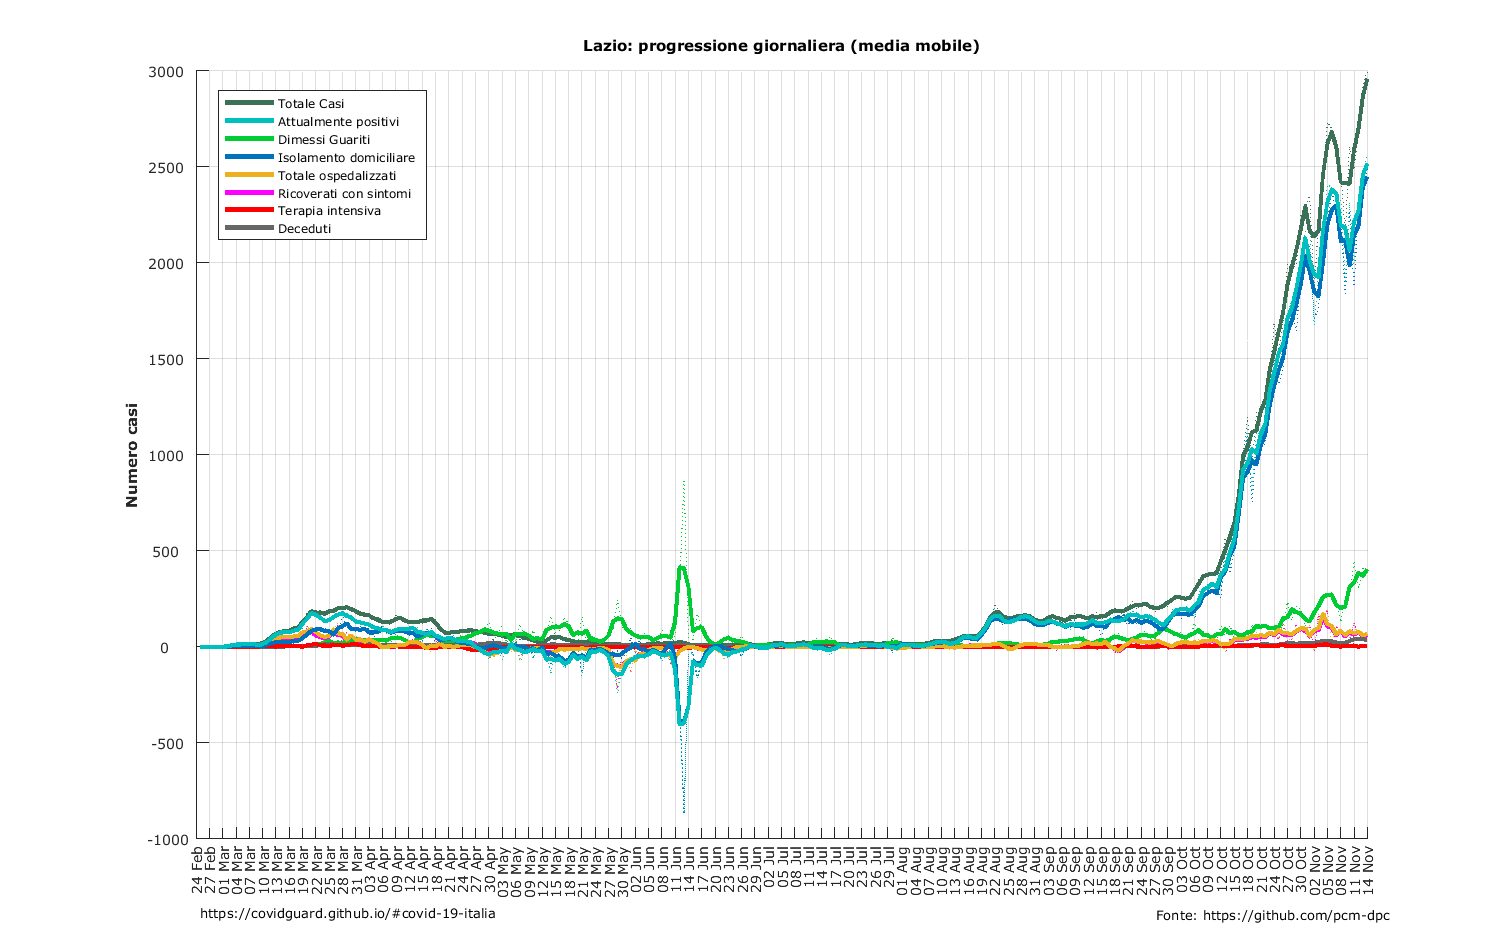 Lazio: progressione giornaliera (media mobile)
Numero casi
3000
2500
2000
1500
1000
500
0
-500
-1000
Totale Casi
Attualmente positivi
Dimessi Guariti
Isolamento domiciliare
Totale ospedalizzati
Ricoverati con sintomi
Terapia intensiva
Deceduti
24 Feb
27 Feb
01 Mar
04 Mar
07 Mar
10 Mar
13 Mar
16 Mar
19 Mar
22 Mar
25 Mar
28 Mar
31 Mar
03 Apr
06 Apr
09 Apr
12 Apr
15 Apr
18 Apr
21 Apr
24 Apr
27 Apr
30 Apr
03 May
06 May
09 May
12 May
15 May
18 May
21 May
24 May
27 May
30 May
02 Jun
05 Jun
08 Jun
11 Jun
14 Jun
17 Jun
20 Jun
23 Jun
26 Jun
29 Jun
02 Jul
05 Jul
08 Jul
11 Jul
14 Jul
17 Jul
20 Jul
23 Jul
26 Jul
29 Jul
01 Aug
04 Aug
07 Aug
10 Aug
13 Aug
16 Aug
19 Aug
22 Aug
25 Aug
28 Aug
31 Aug
03 Sep
06 Sep
09 Sep
12 Sep
15 Sep
18 Sep
21 Sep
24 Sep
27 Sep
30 Sep
03 Oct
06 Oct
09 Oct
12 Oct
15 Oct
18 Oct
21 Oct
24 Oct
27 Oct
30 Oct
02 Nov
05 Nov
08 Nov
11 Nov
14 Nov
https://covidguard.github.io/#covid-19-italia
Fonte: https://github.com/pcm-dpc